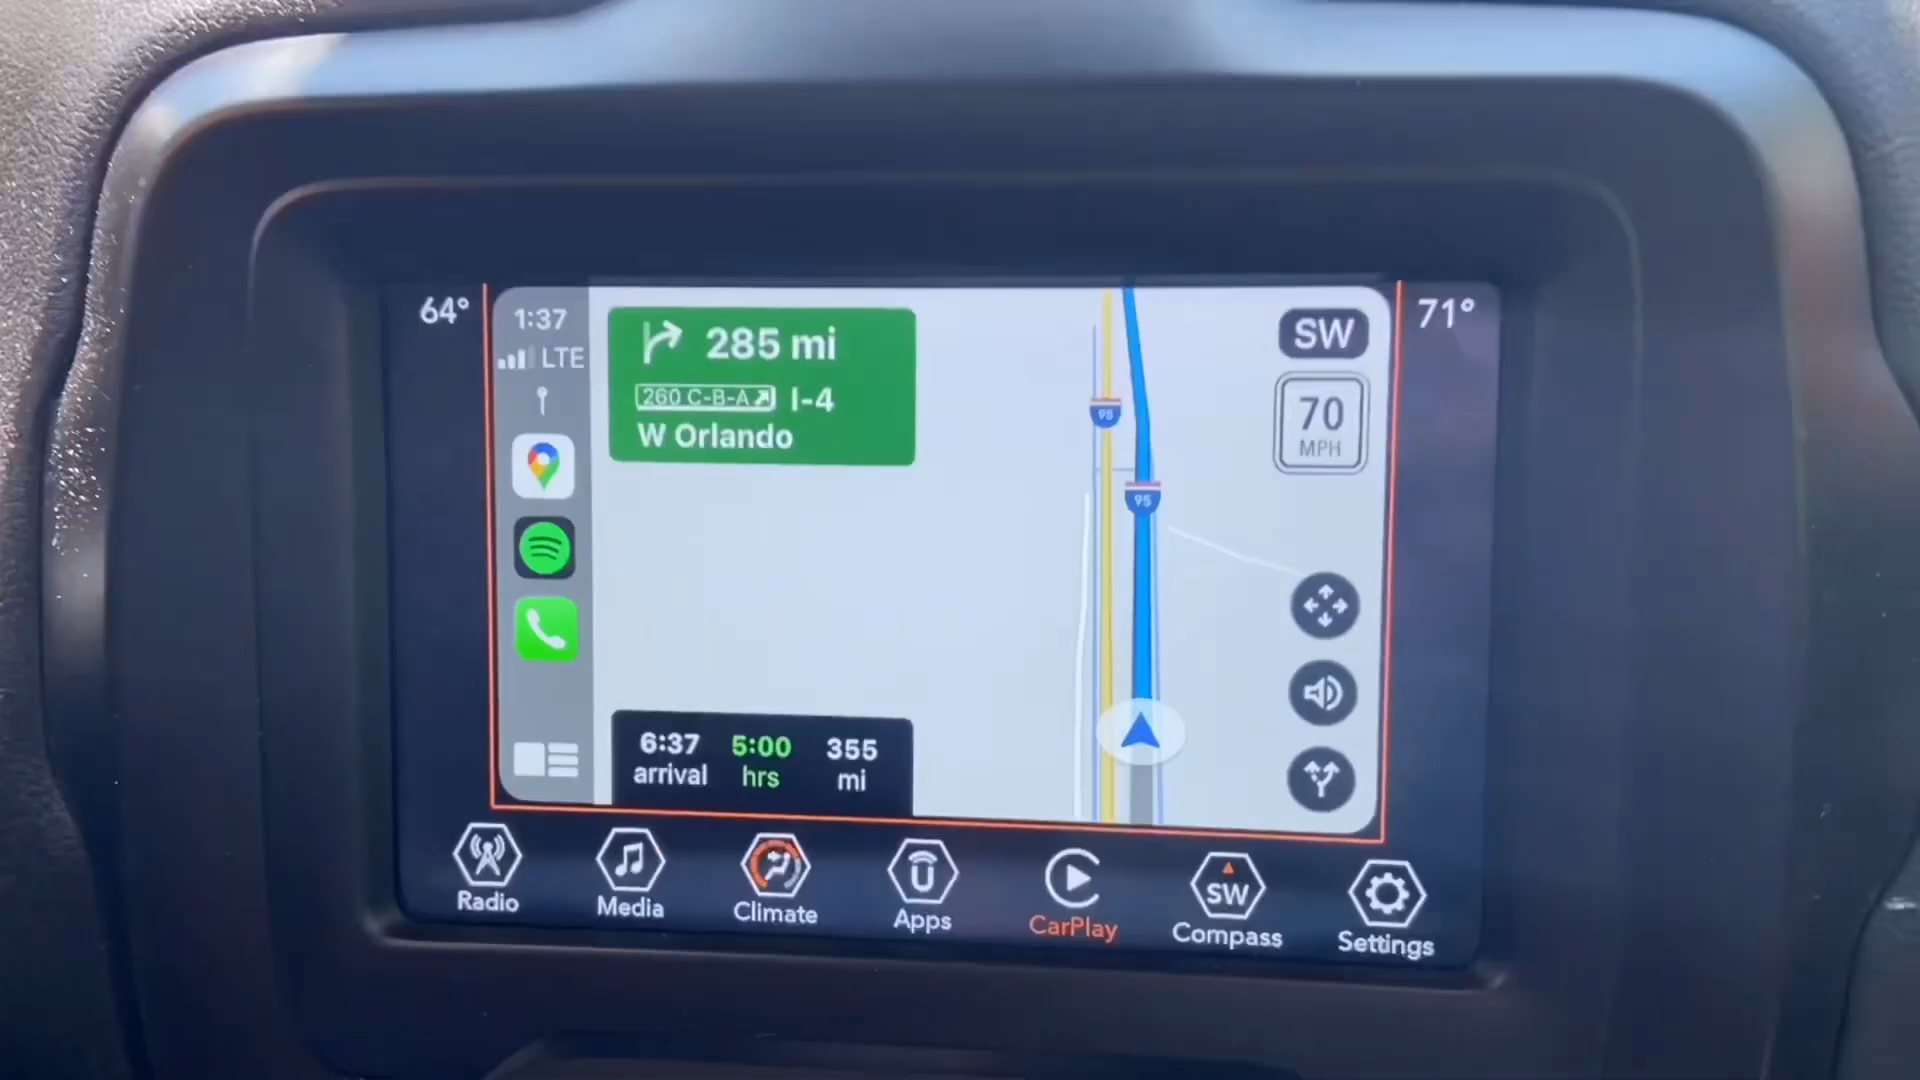 64°
1:37
LTE
285 mi
260 C-B-A I-4
W Orlando
95
95
SW
70
MPH
71°
6:37
arrival
5:00
hrs
355
mi
Radio
Media
Climate
Apps
CarPlay
SW
Compass
Settings